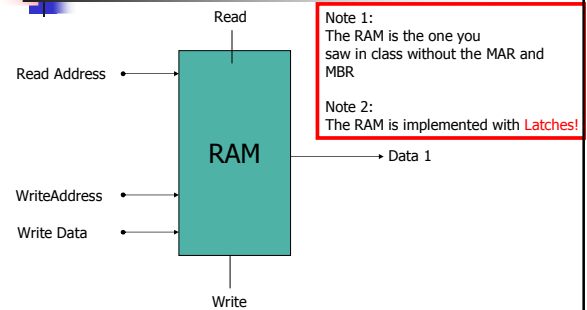 Read
Note 1:
The RAM is the one you
saw in class without the MAR and
MBR
Note 2:
The RAM is implemented with Latches!
Read Address
RAM
Data 1
WriteAddress
Write Data
Write